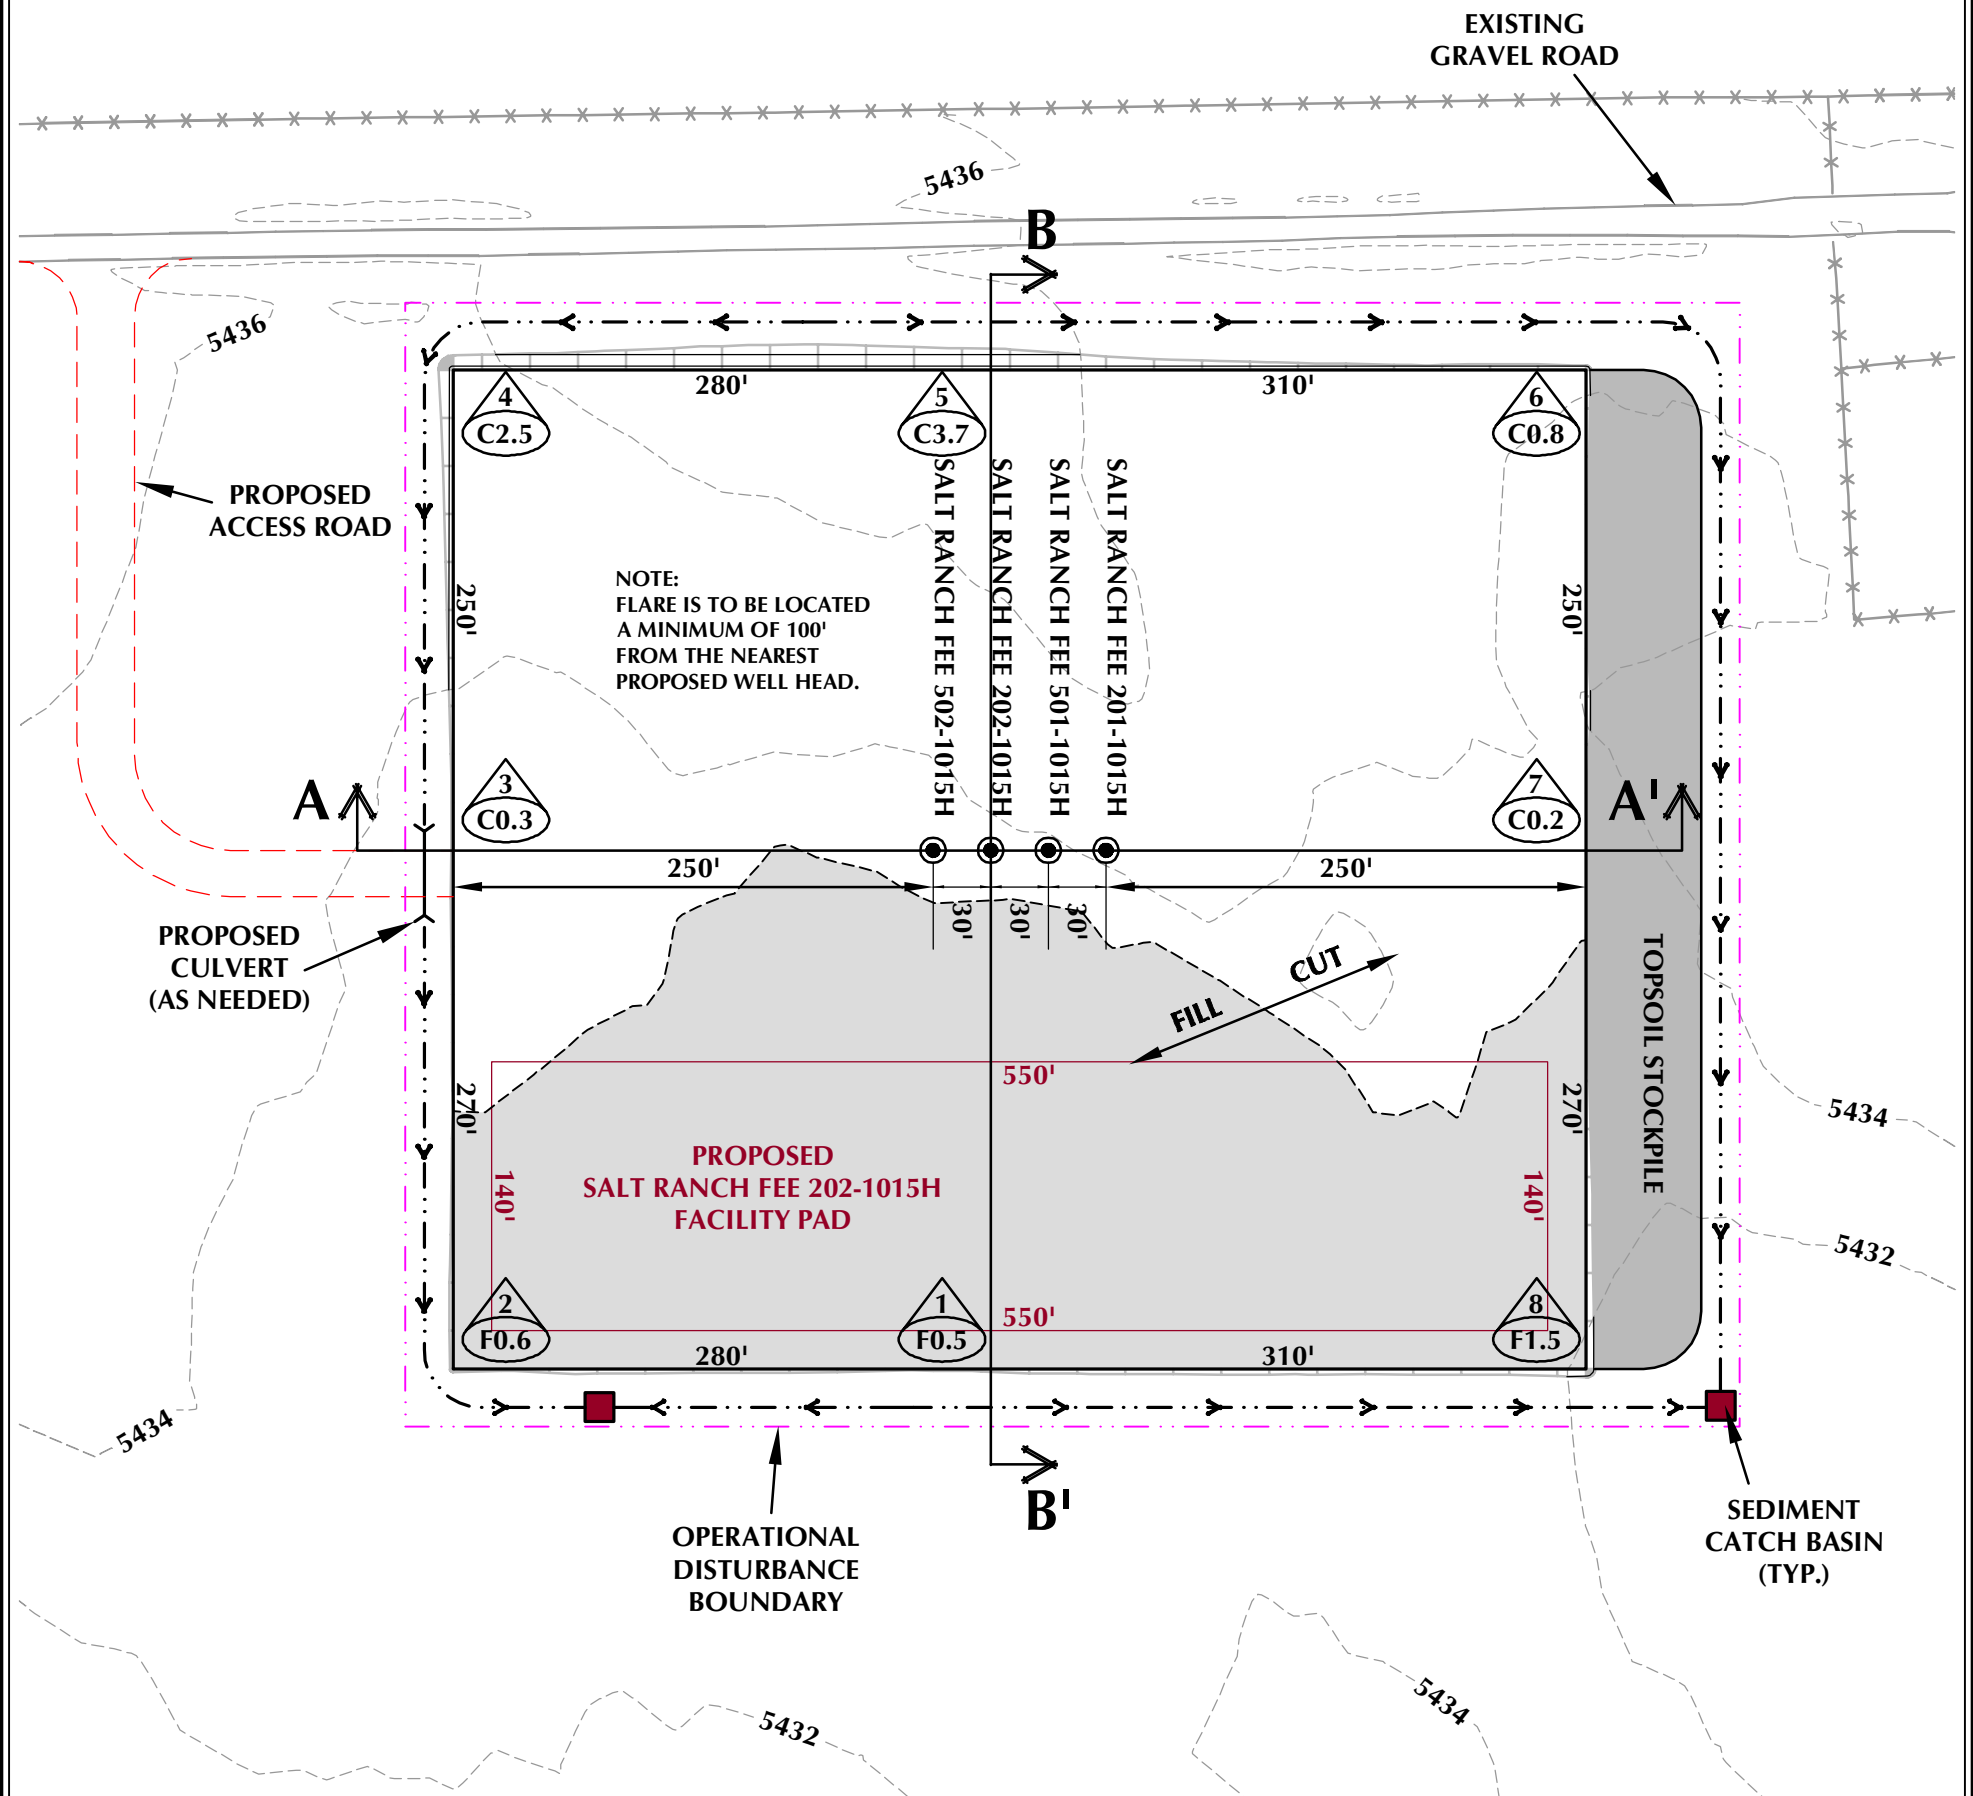 EXISTING
GRAVEL ROAD
5436
B
5436
280'
310'
4
C2.5
5
C3.7
6
C0.8
PROPOSED
ACCESS ROAD
NOTE:
FLARE IS TO BE LOCATED
A MINIMUM OF 100'
FROM THE NEAREST
PROPOSED WELL HEAD.
250'
SALT RANCH FEE 502-1015H
SALT RANCH FEE 202-1015H
SALT RANCH FEE 501-1015H
SALT RANCH FEE 201-1015H
250'
A
3
C0.3
7
C0.2
A'
250'
250'
30'
30'
30'
PROPOSED
CULVERT
(AS NEEDED)
CUT
FILL
TOPSOIL STOCKPILE
550'
270'
270'
5434
PROPOSED
SALT RANCH FEE 202-1015H
FACILITY PAD
140'
140'
5432
2
F0.6
1
F0.5
550'
8
F1.5
280'
310'
5434
B'
OPERATIONAL
DISTURBANCE
BOUNDARY
SEDIMENT
CATCH BASIN
(TYP.)
5432
5434